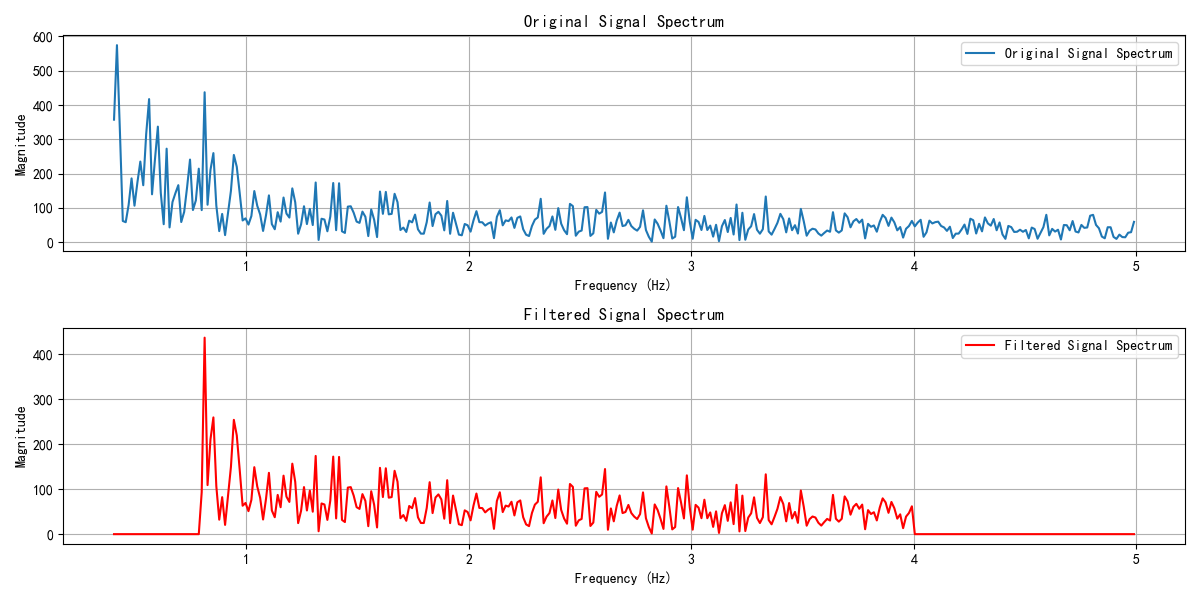 Original Signal Spectrum
600
500
400
300
200
100
0
Magnitude
Original Signal Spectrum
1 2 3 4 5
Frequency (Hz)
Filtered Signal Spectrum
400
300
200
100
0
Magnitude
Filtered Signal Spectrum
1 2 3 4 5
Frequency (Hz)